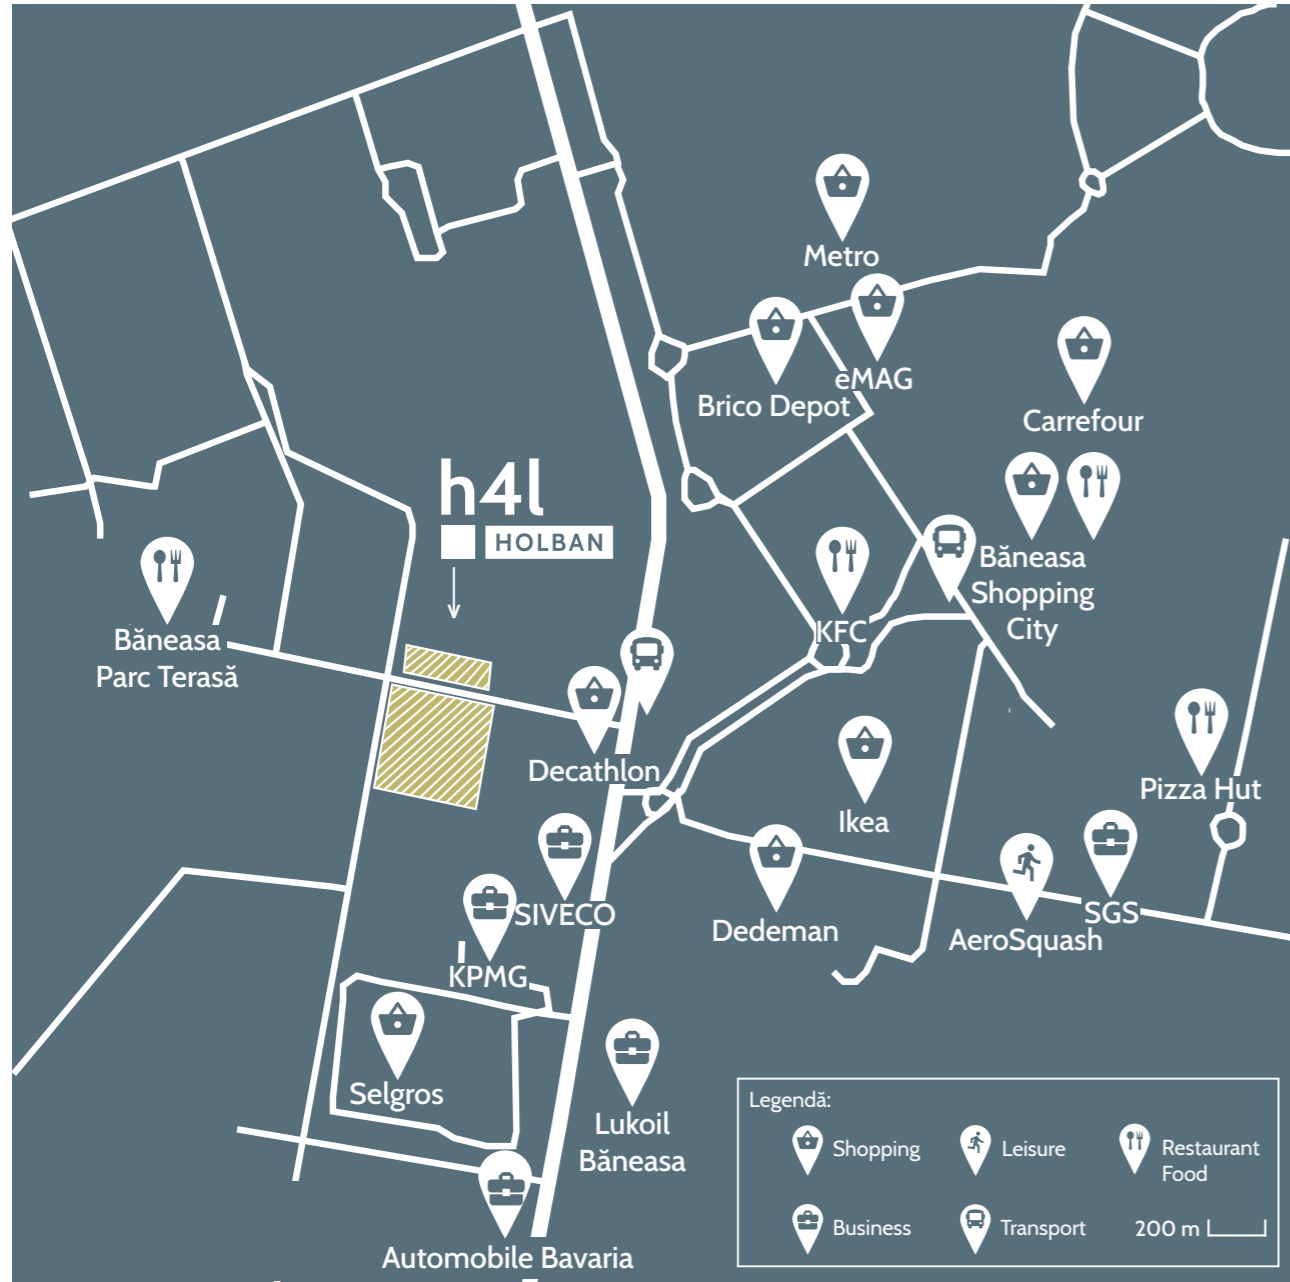 Metro
eMAG
Brico Depot
Carrefour
h4l
HOLBAN
Băneasa
Shopping
City
KFC
Băneasa
Parc Terasă
Decathlon
Pizza Hut
Ikea
SIVECO
Dedeman
SGS
AeroSquash
KPMG
Selgros
Lukoil
Băneasa
Automobile Bavaria
Legendă:
Shopping
Leisure
Restaurant
Food
Business
Transport
200 m